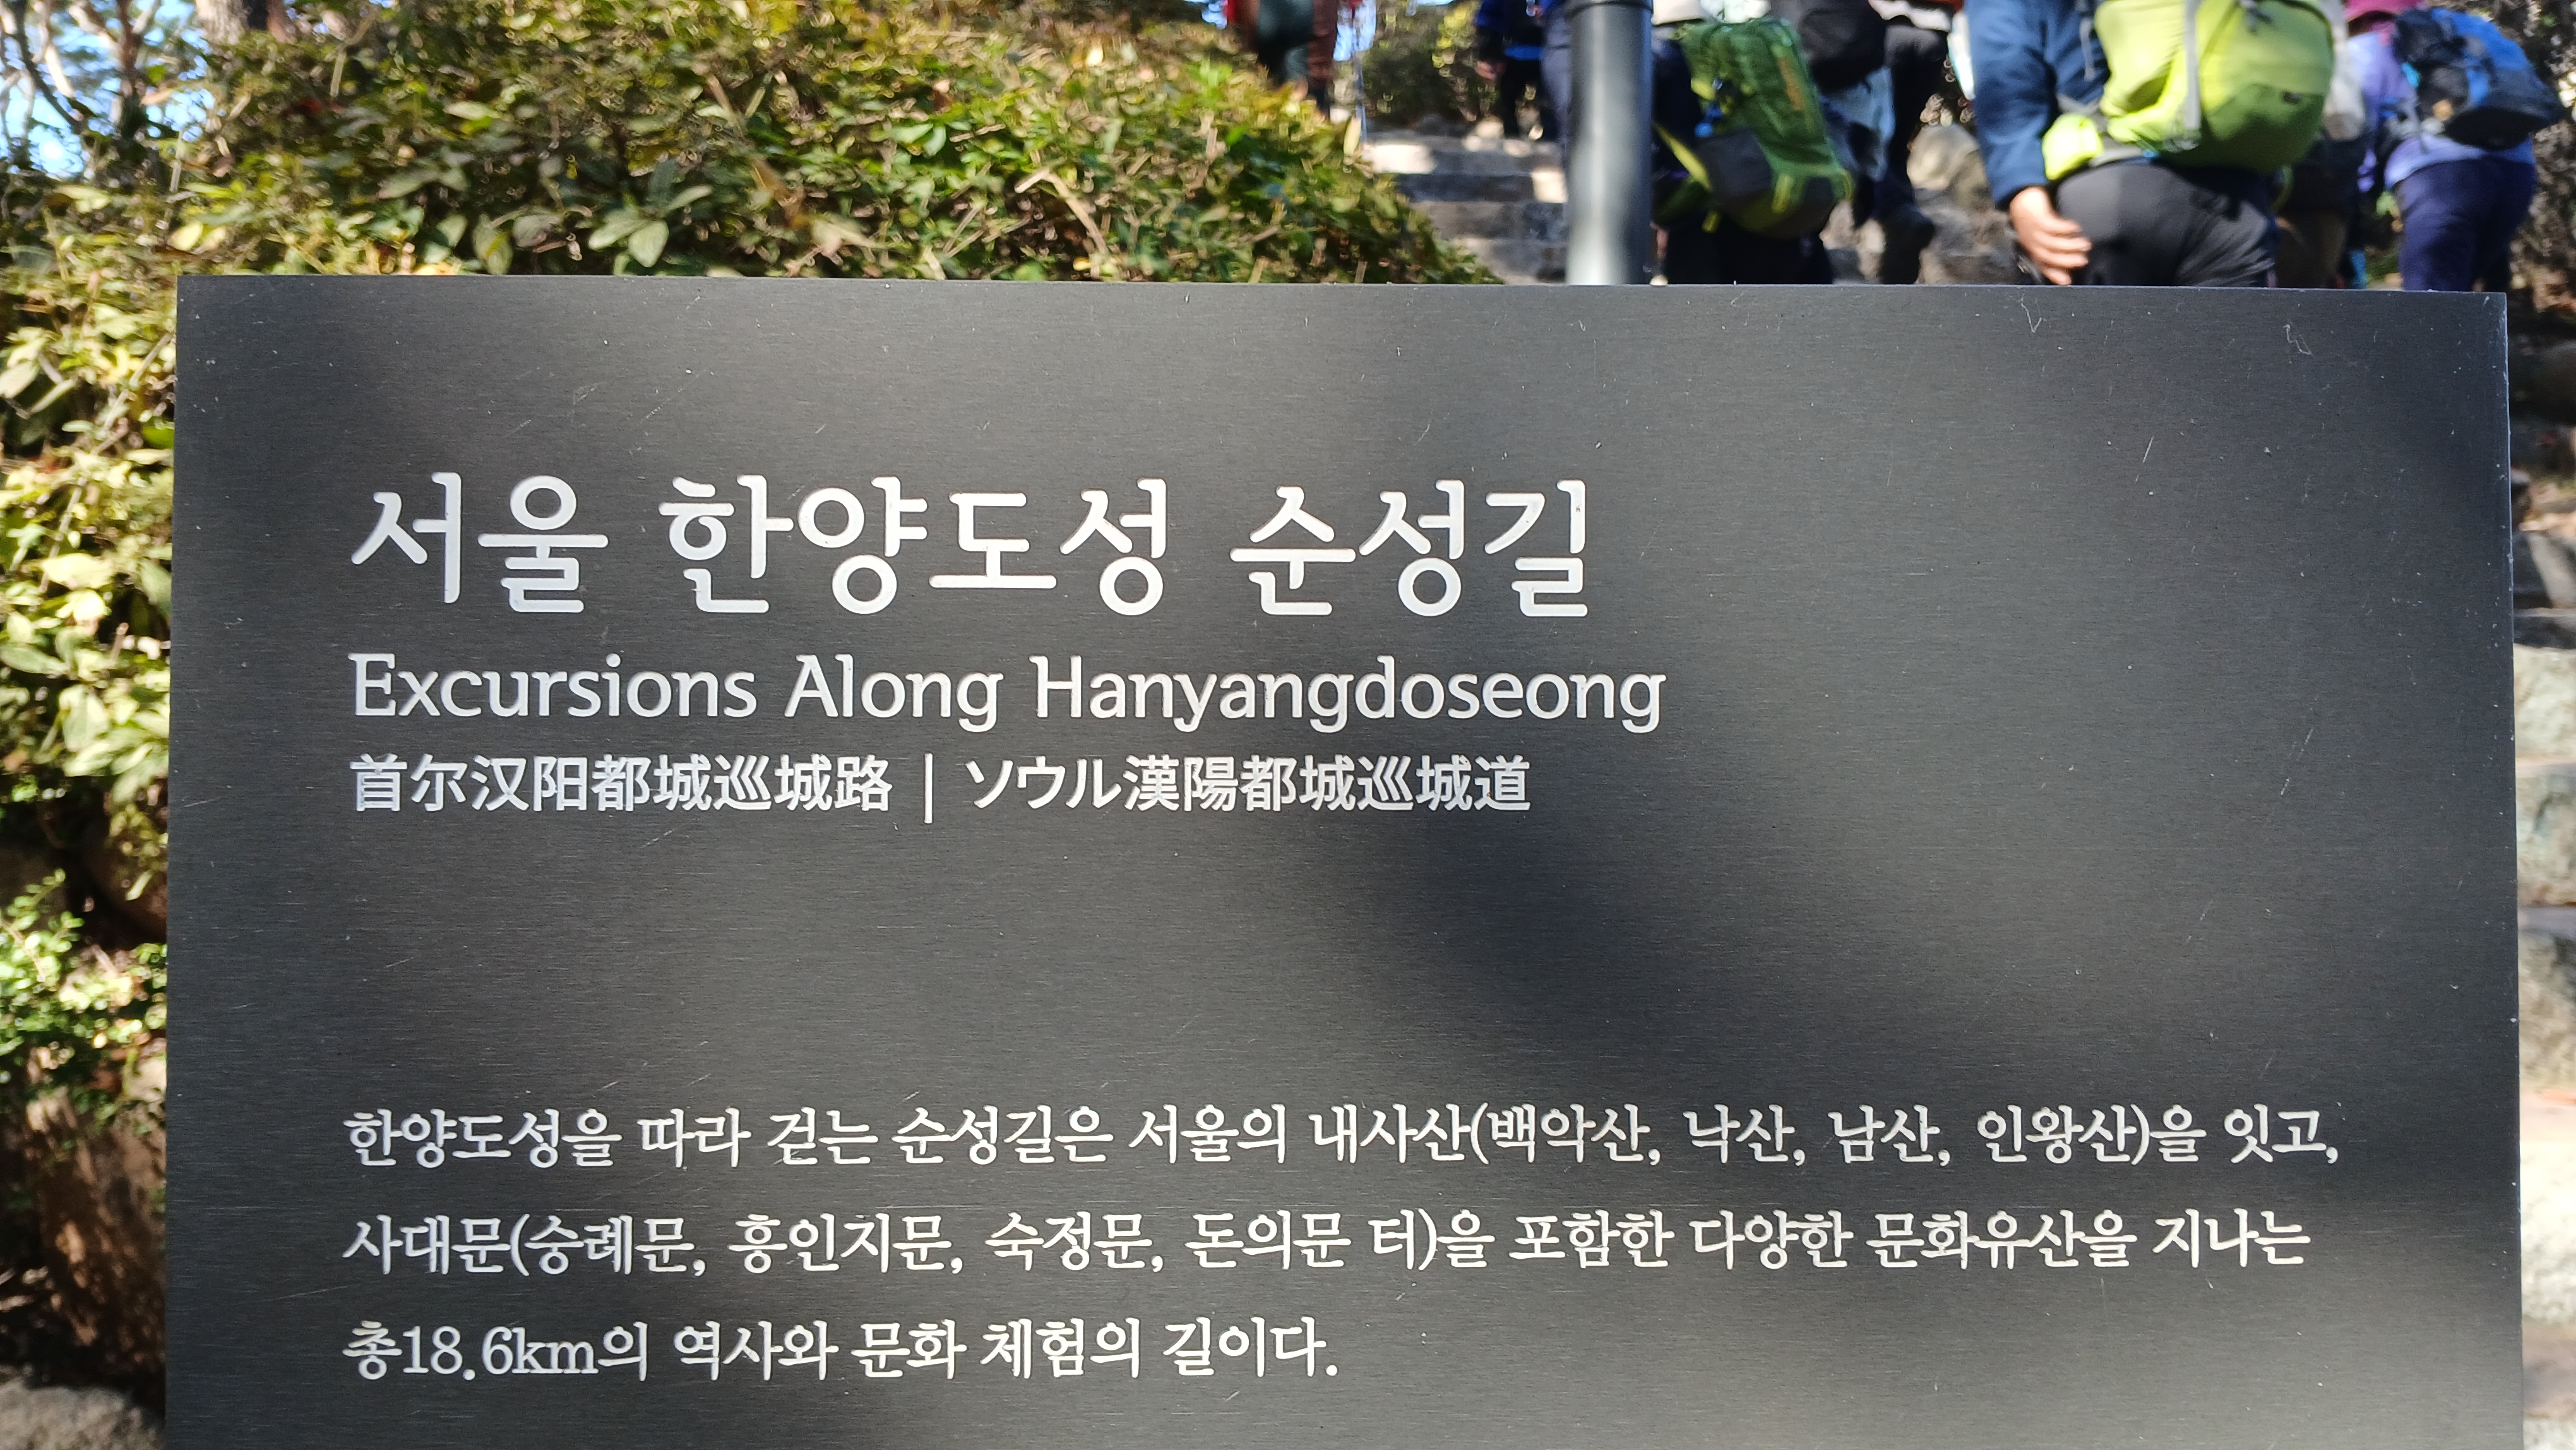 서울 한양도성 순성길
Excursions Along Hanyangdoseong
首尔汉阳都城巡城路 | ソウル漢陽都城巡城道
한양도성을 따라 걷는 순성길은 서울의 내사산(백악산, 낙산, 남산, 인왕산)을 잇고,
사대문(숭례문, 흥인지문, 숙정문, 돈의문 터)을 포함한 다양한 문화유산을 지나는
총18.6km의 역사와 문화 체험의 길이다.